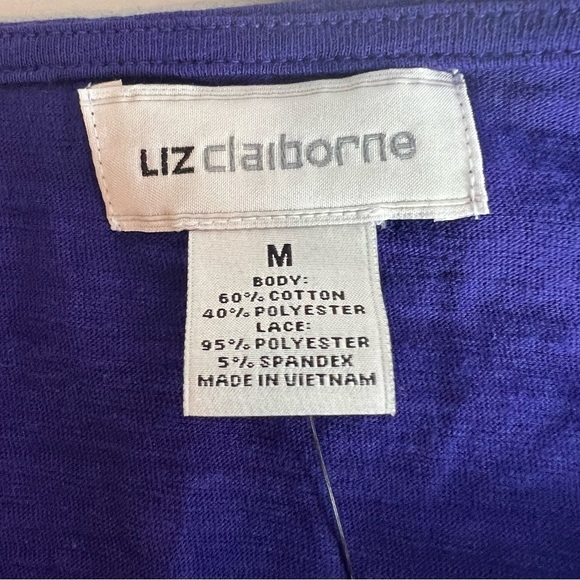 LIZ claiborne
M
BODY:
60% COTTON
40% POLYESTER
LACE:
95% POLYESTER
5% SPANDEX
MADE IN VIETNAM